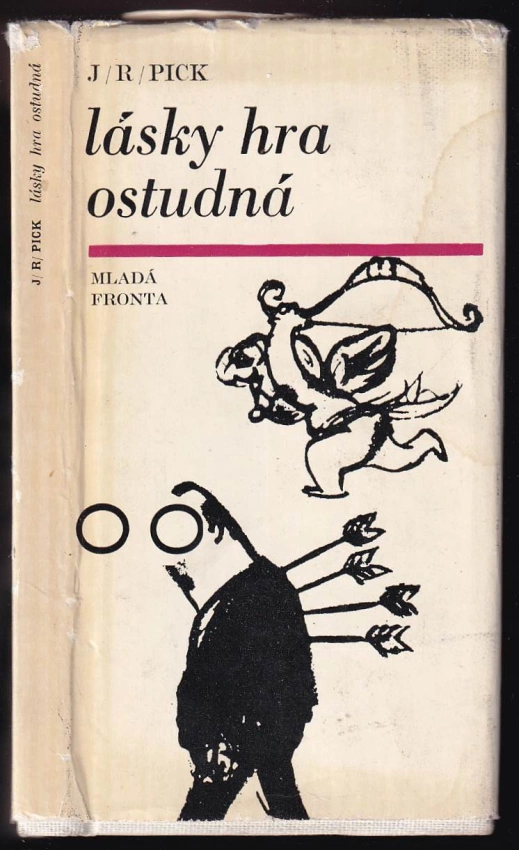 J/R/PICK
lásky hra
ostudná
MLADÁ
FRONTA
J/R/PICK lásky hra ostudná